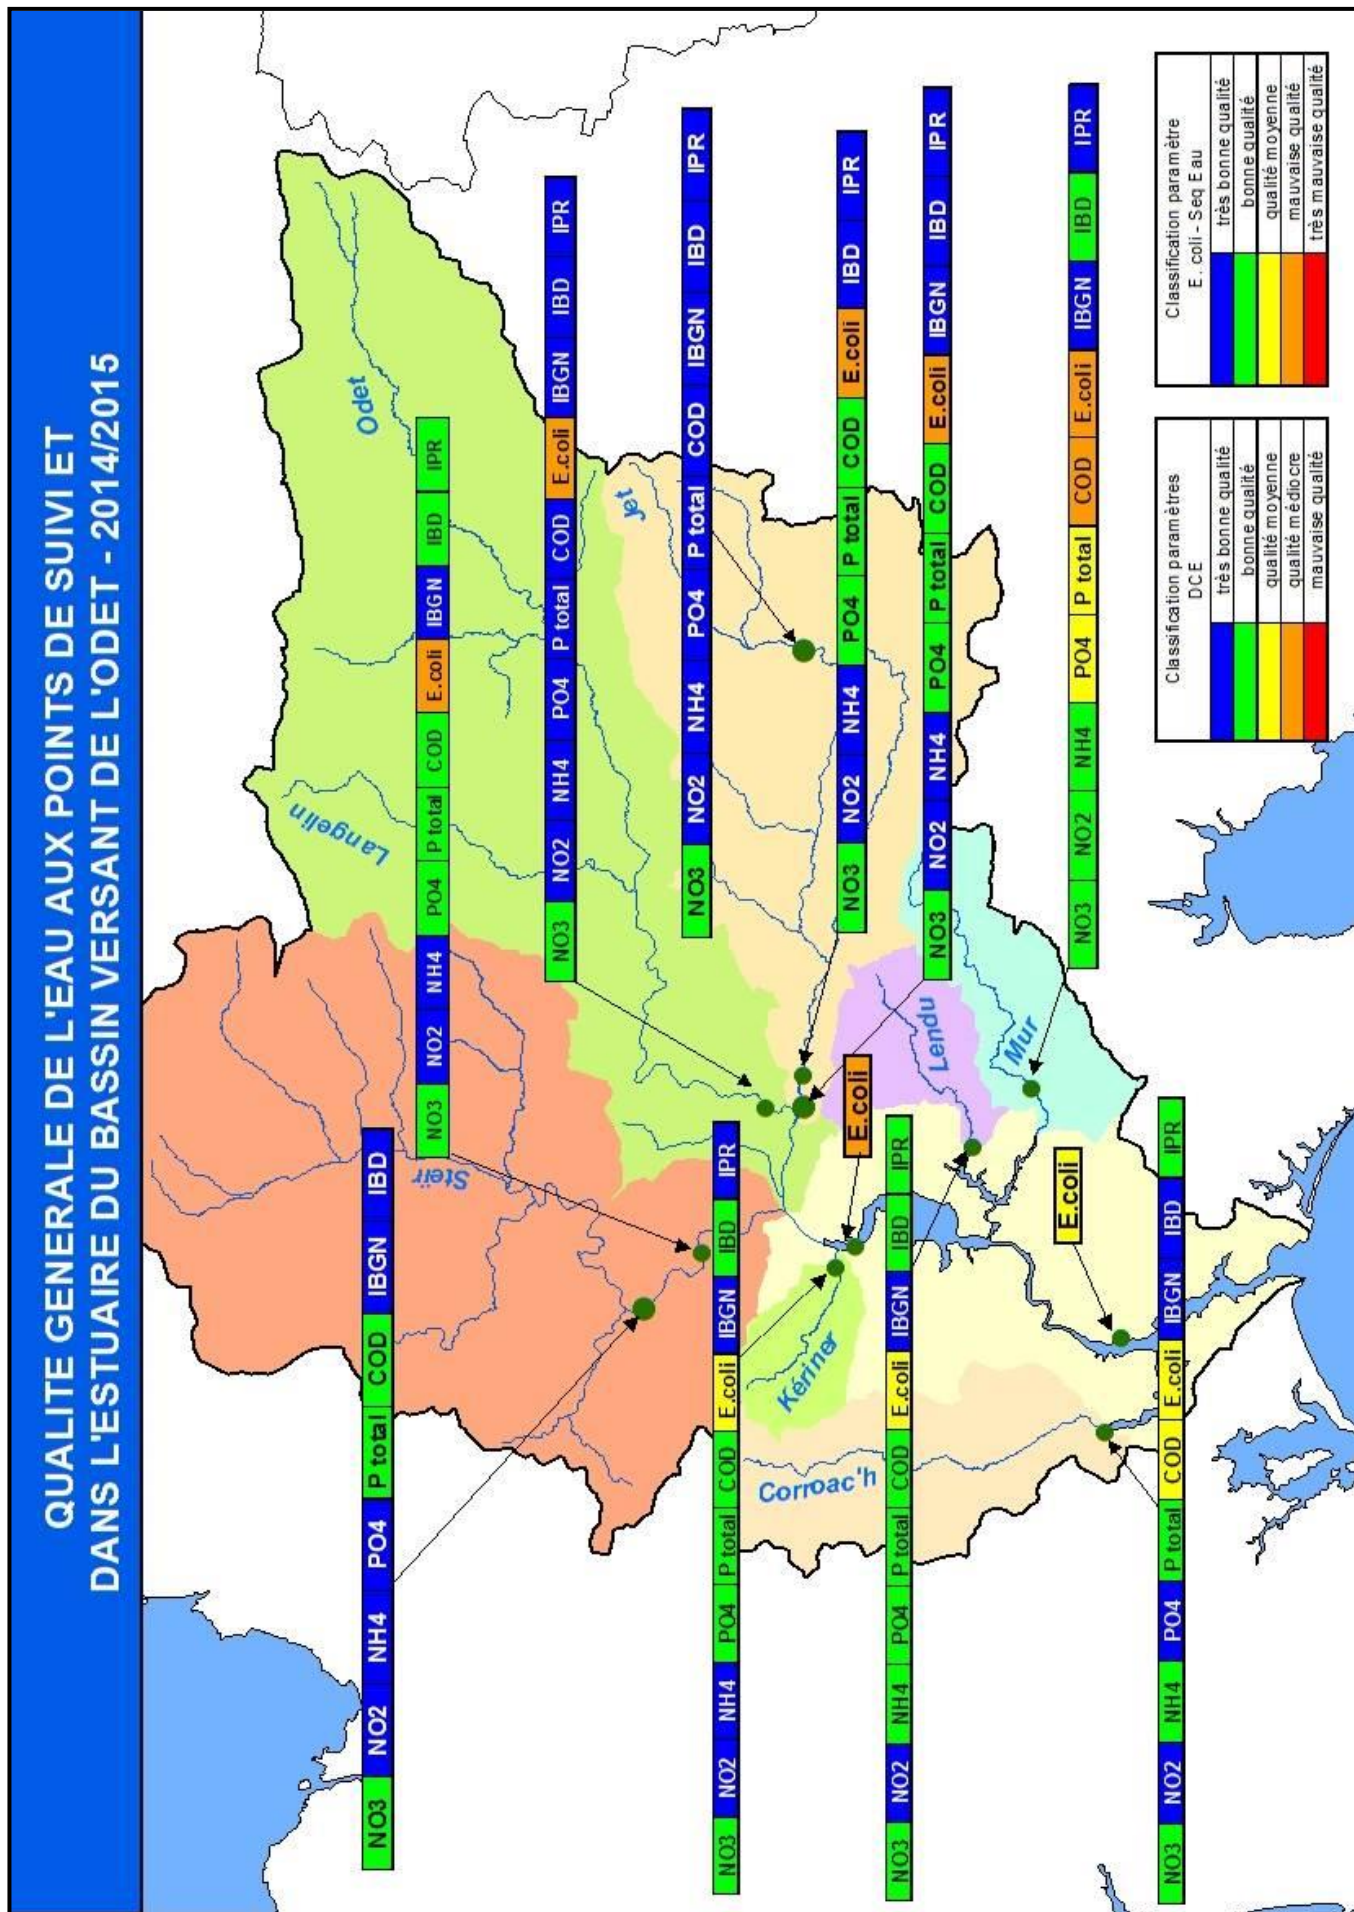 QUALITE GENERALE DE L'EAU AUX POINTS DE SUIVI ET
DANS L'ESTUAIRE DU BASSIN VERSANT DE L'ODET - 2014/2015
NO3 NO2 NH4 PO4 P total COD IBGN IBD
NO3 NO2 NH4 PO4 P total COD E.coli IBGN IBD IPR
NO3 NO2 NH4 PO4 P total COD E.coli IBGN IBD IPR
NO3 NO2 NH4 PO4 P total COD IBGN IBD IPR
NO3 NO2 NH4 PO4 P total COD E.coli IBD IPR
NO3 NO2 NH4 PO4 P total COD E.coli IBGN IBD IPR
NO3 NO2 NH4 PO4 P total COD E.coli IBGN IBD IPR
NO3 NO2 NH4 PO4 P total COD E.coli IBGN IBD IPR
NO3 NO2 NH4 PO4 P total COD E.coli IBGN IBD IPR
NO3 NO2 NH4 PO4 P total COD E.coli IBGN IBD IPR
E.coli
E.coli
Odet
Langelin
Steïr
Jet
Lendu
Mur
Kériner
Corroac'h
Classification paramètres
DCE
très bonne qualité
bonne qualité
qualité moyenne
qualité médiocre
mauvaise qualité
Classification paramètre
E. coli - Seq Eau
très bonne qualité
bonne qualité
qualité moyenne
mauvaise qualité
très mauvaise qualité